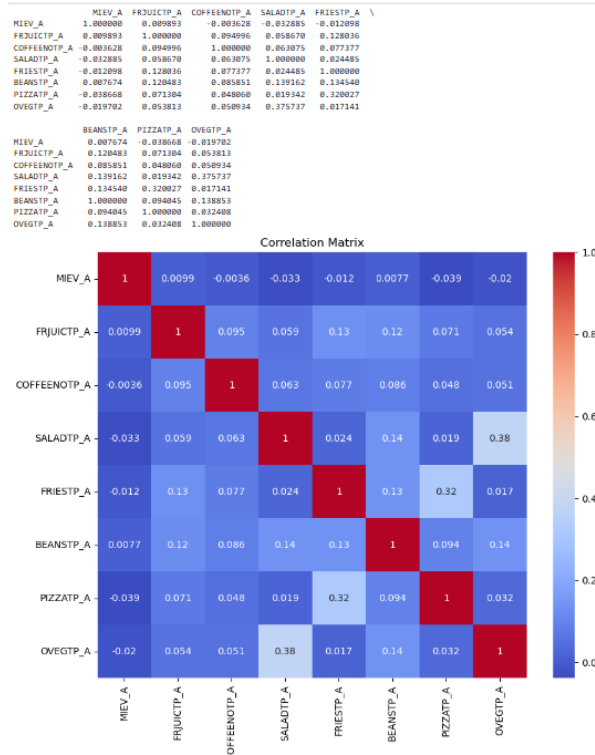 MIEV_A FRJUICTP_A COFFEENOTP_A SALADTP_A FRIESTP_A \
MIEV_A 1.000000 0.009893 -0.003628 -0.032885 -0.012098
FRJUICTP_A 0.009893 1.000000 0.094996 0.058670 0.128036
COFFEENOTP_A -0.003628 0.094996 1.000000 0.063075 0.077377
SALADTP_A -0.032885 0.058670 0.063075 1.000000 0.024485
FRIESTP_A -0.012098 0.128036 0.077377 0.024485 1.000000
BEANSTP_A 0.007674 0.120483 0.085851 0.139162 0.134540
PIZZATP_A -0.038668 0.071304 0.048060 0.019342 0.320027
OVEGTP_A -0.019702 0.053813 0.050934 0.375737 0.017141
BEANSTP_A PIZZATP_A OVEGTP_A
MIEV_A 0.007674 -0.038668 -0.019702
FRJUICTP_A 0.120483 0.071304 0.053813
COFFEENOTP_A 0.085851 0.048060 0.050934
SALADTP_A 0.139162 0.019342 0.375737
FRIESTP_A 0.134540 0.320027 0.017141
BEANSTP_A 1.000000 0.094045 0.138853
PIZZATP_A 0.094045 1.000000 0.032408
OVEGTP_A 0.138853 0.032408 1.000000
Correlation Matrix
MIEV_A 1 0.0099 -0.0036 -0.033 -0.012 0.0077 -0.039 -0.02
FRJUICTP_A 0.0099 1 0.095 0.059 0.13 0.12 0.071 0.054
COFFEENOTP_A -0.0036 0.095 1 0.063 0.077 0.086 0.048 0.051
SALADTP_A -0.033 0.059 0.063 1 0.024 0.14 0.019 0.38
FRIESTP_A -0.012 0.13 0.077 0.024 1 0.13 0.32 0.017
BEANSTP_A 0.0077 0.12 0.086 0.14 0.13 1 0.094 0.14
PIZZATP_A -0.039 0.071 0.048 0.019 0.32 0.094 1 0.032
OVEGTP_A -0.02 0.054 0.051 0.38 0.017 0.14 0.032 1
MIEV_A FRJUICTP_A OFFEENOTP_A SALADTP_A FRIESTP_A BEANSTP_A PIZZATP_A OVEGTP_A
1.0
0.8
0.6
0.4
0.2
0.0